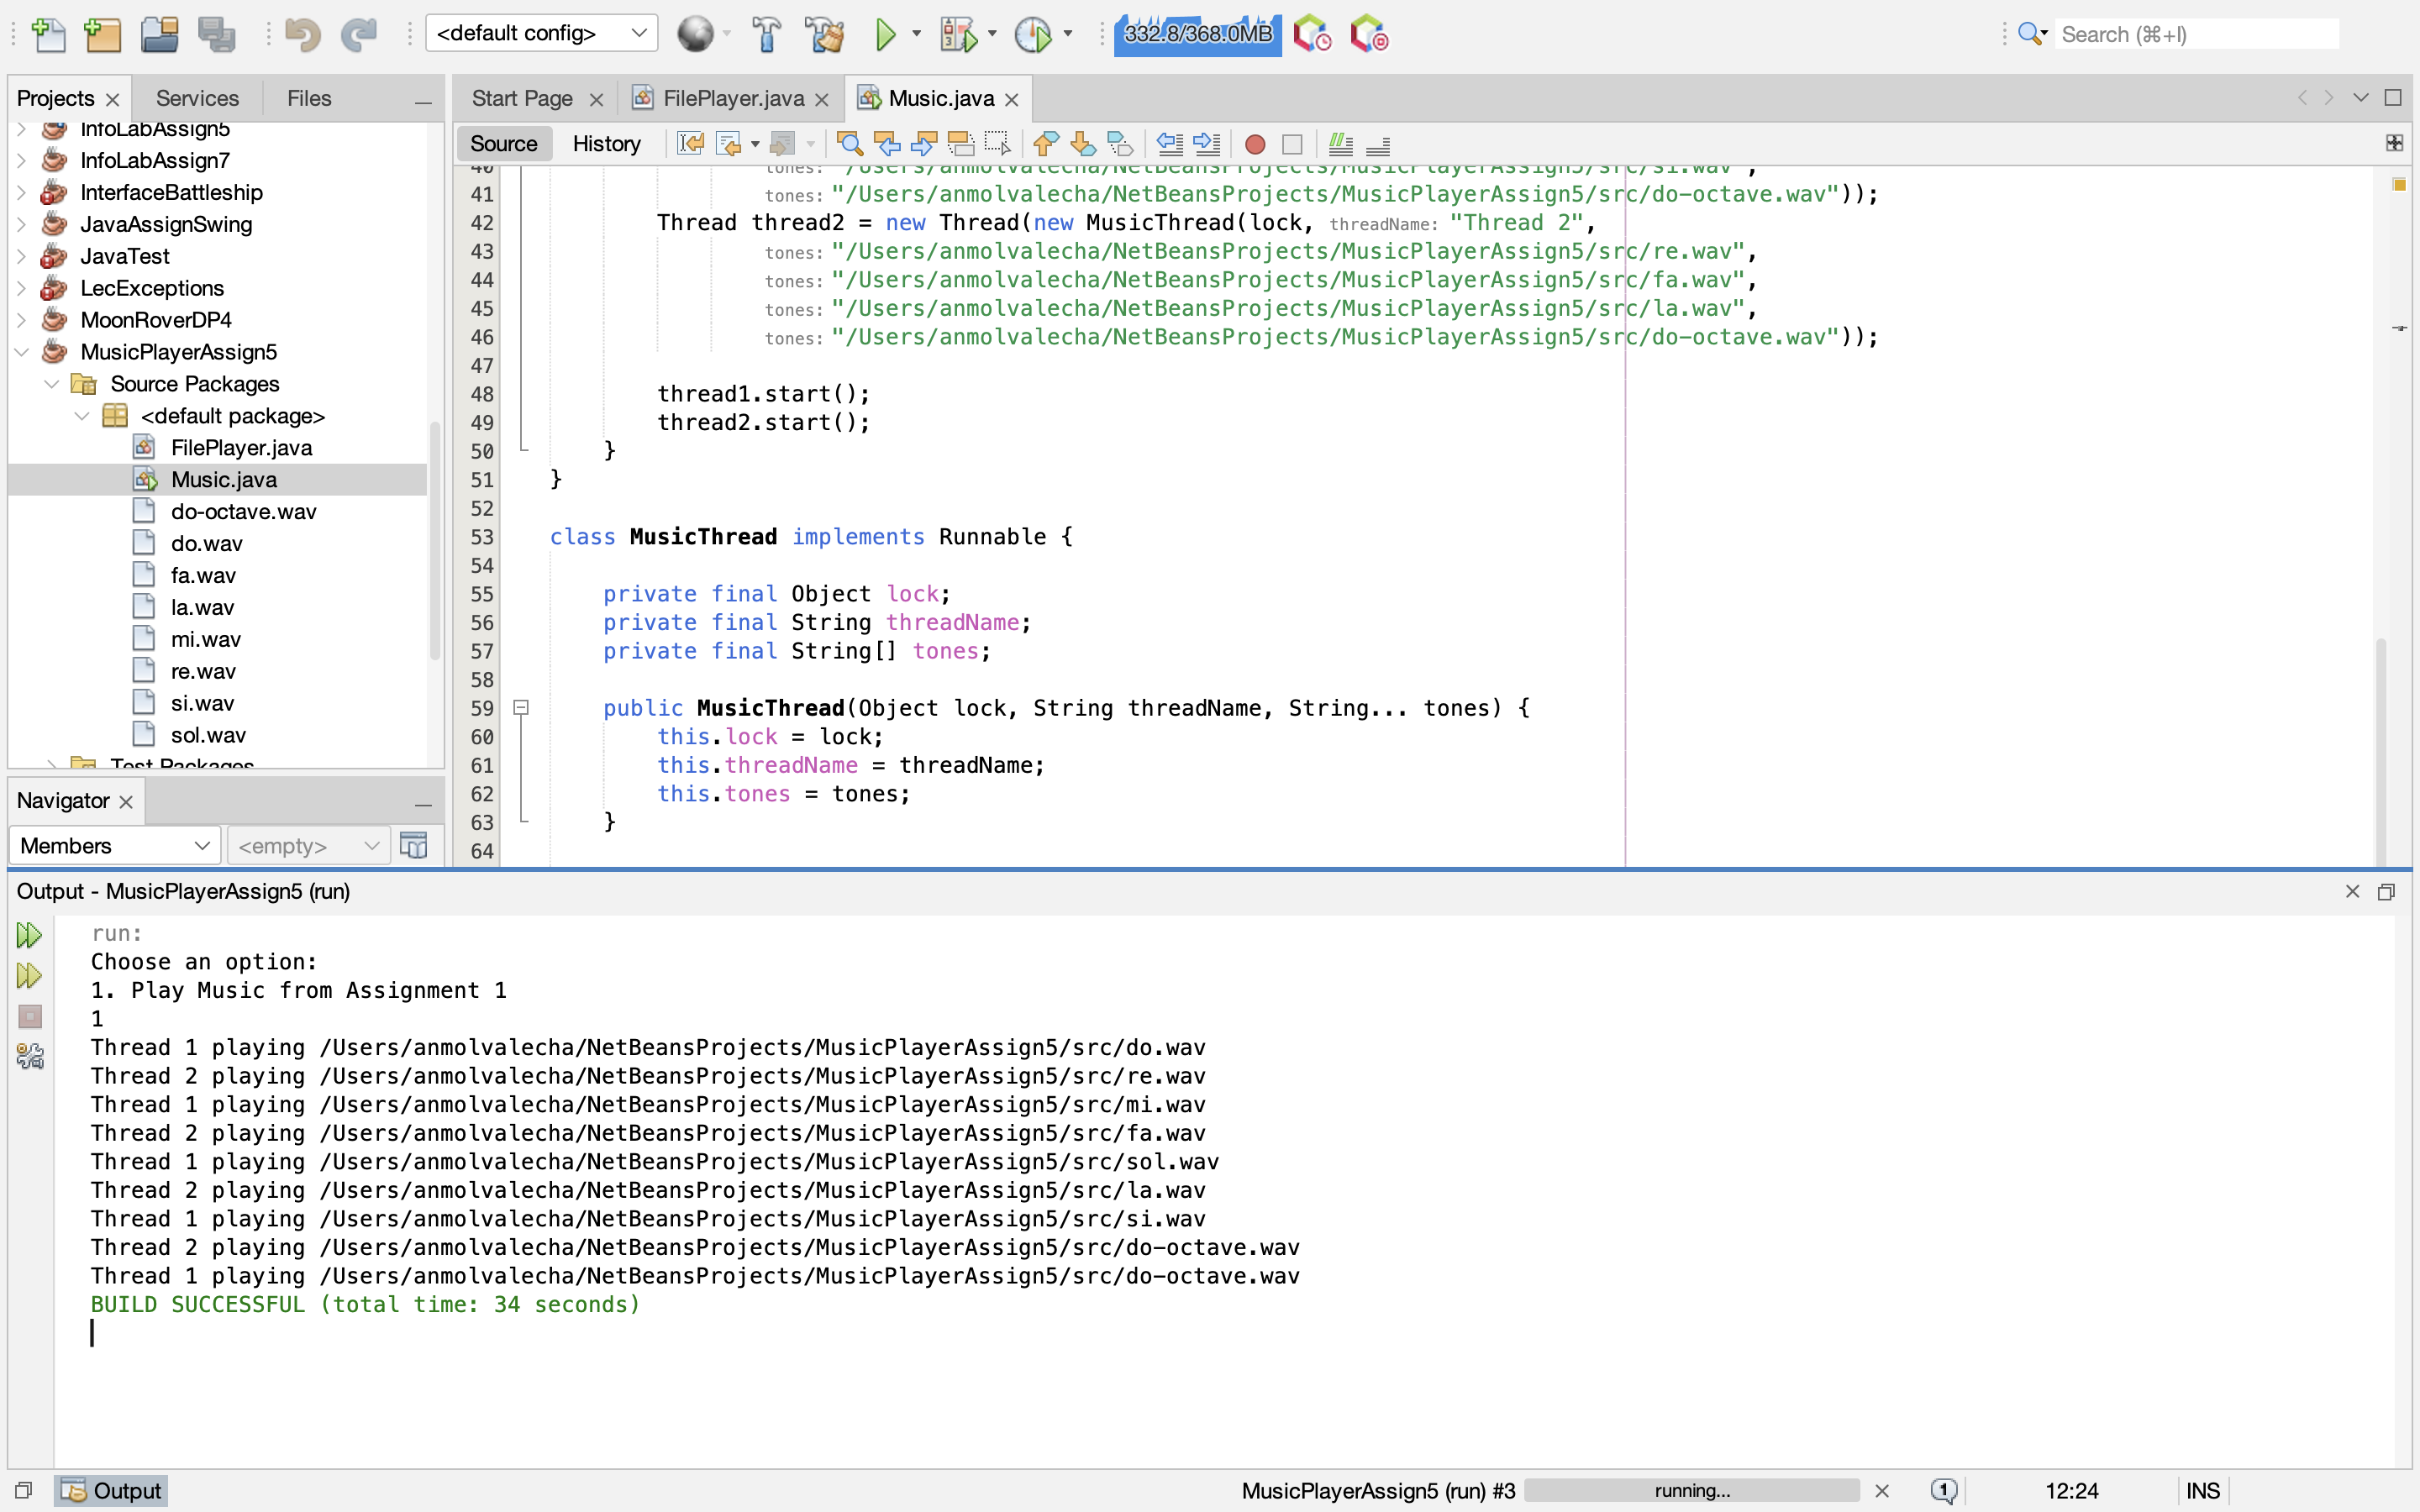 <default config>
332.8/368.0MB
Search (⌘+I)
Projects
Services
Files
Start Page
FilePlayer.java
Music.java
InfoLabAssign5
InfoLabAssign7
InterfaceBattleship
JavaAssignSwing
JavaTest
LecExceptions
MoonRoverDP4
MusicPlayerAssign5
Source Packages
<default package>
FilePlayer.java
Music.java
do-octave.wav
do.wav
fa.wav
la.wav
mi.wav
re.wav
si.wav
sol.wav
Test Packages
Navigator
Members
<empty>
Source
History
40 tones: "/Users/anmolvalecha/NetBeansProjects/MusicPlayerAssign5/src/si.wav",
41 tones: "/Users/anmolvalecha/NetBeansProjects/MusicPlayerAssign5/src/do-octave.wav"));
42 Thread thread2 = new Thread(new MusicThread(lock, threadName: "Thread 2",
43 tones: "/Users/anmolvalecha/NetBeansProjects/MusicPlayerAssign5/src/re.wav",
44 tones: "/Users/anmolvalecha/NetBeansProjects/MusicPlayerAssign5/src/fa.wav",
45 tones: "/Users/anmolvalecha/NetBeansProjects/MusicPlayerAssign5/src/la.wav",
46 tones: "/Users/anmolvalecha/NetBeansProjects/MusicPlayerAssign5/src/do-octave.wav"));
47
48 thread1.start();
49 thread2.start();
50 }
51 }
52
53 class MusicThread implements Runnable {
54
55 private final Object lock;
56 private final String threadName;
57 private final String[] tones;
58
59 public MusicThread(Object lock, String threadName, String... tones) {
60 this.lock = lock;
61 this.threadName = threadName;
62 this.tones = tones;
63 }
64
Output - MusicPlayerAssign5 (run)
run:
Choose an option:
1. Play Music from Assignment 1
1
Thread 1 playing /Users/anmolvalecha/NetBeansProjects/MusicPlayerAssign5/src/do.wav
Thread 2 playing /Users/anmolvalecha/NetBeansProjects/MusicPlayerAssign5/src/re.wav
Thread 1 playing /Users/anmolvalecha/NetBeansProjects/MusicPlayerAssign5/src/mi.wav
Thread 2 playing /Users/anmolvalecha/NetBeansProjects/MusicPlayerAssign5/src/fa.wav
Thread 1 playing /Users/anmolvalecha/NetBeansProjects/MusicPlayerAssign5/src/sol.wav
Thread 2 playing /Users/anmolvalecha/NetBeansProjects/MusicPlayerAssign5/src/la.wav
Thread 1 playing /Users/anmolvalecha/NetBeansProjects/MusicPlayerAssign5/src/si.wav
Thread 2 playing /Users/anmolvalecha/NetBeansProjects/MusicPlayerAssign5/src/do-octave.wav
Thread 1 playing /Users/anmolvalecha/NetBeansProjects/MusicPlayerAssign5/src/do-octave.wav
BUILD SUCCESSFUL (total time: 34 seconds)
Output
MusicPlayerAssign5 (run) #3
running...
1
12:24
INS